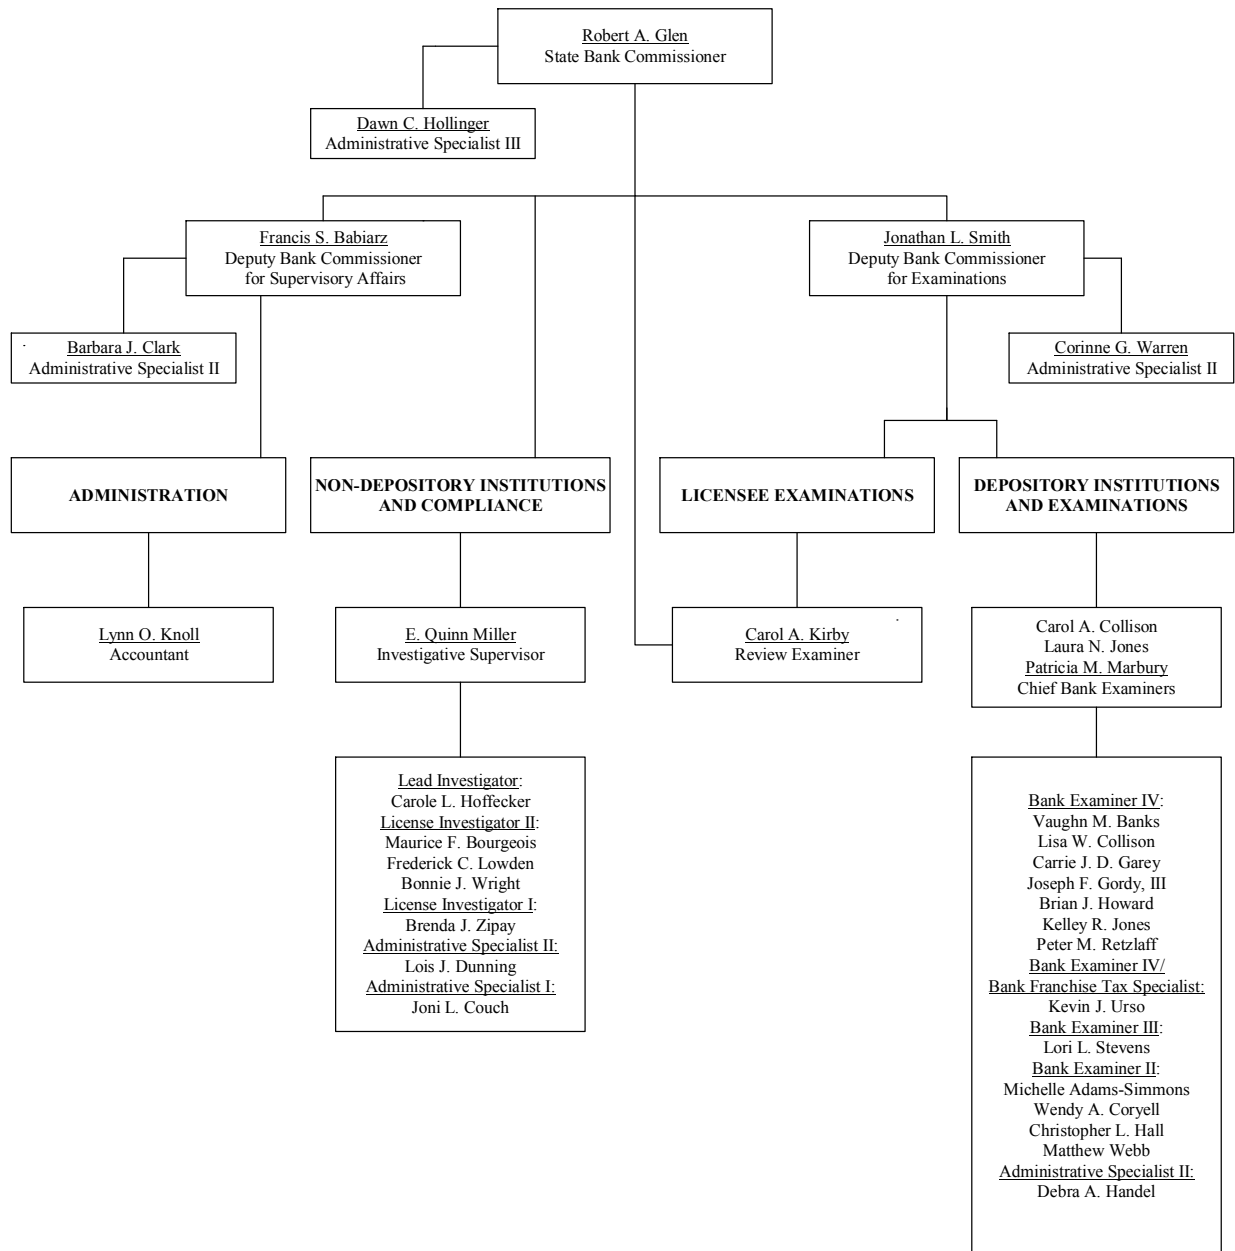 Robert A. Glen
State Bank Commissioner
Dawn C. Hollinger
Administrative Specialist III
Francis S. Babiarz
Deputy Bank Commissioner
for Supervisory Affairs
Jonathan L. Smith
Deputy Bank Commissioner
for Examinations
Barbara J. Clark
Administrative Specialist II
Corinne G. Warren
Administrative Specialist II
ADMINISTRATION
NON-DEPOSITORY INSTITUTIONS
AND COMPLIANCE
LICENSEE EXAMINATIONS
DEPOSITORY INSTITUTIONS
AND EXAMINATIONS
Lynn O. Knoll
Accountant
E. Quinn Miller
Investigative Supervisor
Carol A. Kirby
Review Examiner
Carol A. Collison
Laura N. Jones
Patricia M. Marbury
Chief Bank Examiners
Lead Investigator:
Carole L. Hoffecker
License Investigator II:
Maurice F. Bourgeois
Frederick C. Lowden
Bonnie J. Wright
License Investigator I:
Brenda J. Zipay
Administrative Specialist II:
Lois J. Dunning
Administrative Specialist I:
Joni L. Couch
Bank Examiner IV:
Vaughn M. Banks
Lisa W. Collison
Carrie J. D. Garey
Joseph F. Gordy, III
Brian J. Howard
Kelley R. Jones
Peter M. Retzlaff
Bank Examiner IV/
Bank Franchise Tax Specialist:
Kevin J. Urso
Bank Examiner III:
Lori L. Stevens
Bank Examiner II:
Michelle Adams-Simmons
Wendy A. Coryell
Christopher L. Hall
Matthew Webb
Administrative Specialist II:
Debra A. Handel